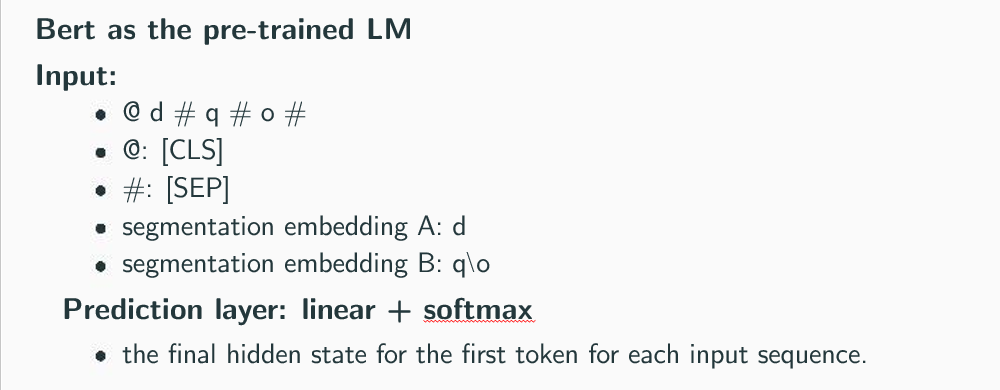 Bert as the pre-trained LM
Input:
• @ d # q # o #
• @: [CLS]
• #: [SEP]
• segmentation embedding A: d
• segmentation embedding B: q\o
Prediction layer: linear + softmax
• the final hidden state for the first token for each input sequence.